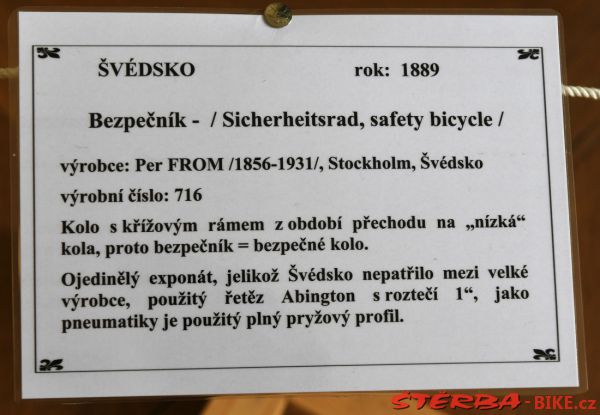 ŠVÉDSKO rok: 1889
Bezpečník - / Sicherheitsrad, safety bicycle /
výrobce: Per FROM /1856-1931/, Stockholm, Švédsko
výrobní číslo: 716
Kolo s křížovým rámem z období přechodu na „nízká“
kola, proto bezpečník = bezpečné kolo.
Ojedinělý exponát, jelikož Švédsko nepatřilo mezi velké
výrobce, použitý řetěz Abington s roztečí 1“, jako
pneumatiky je použitý plný pryžový profil.
ŠTĚRBA-BIKE.cz